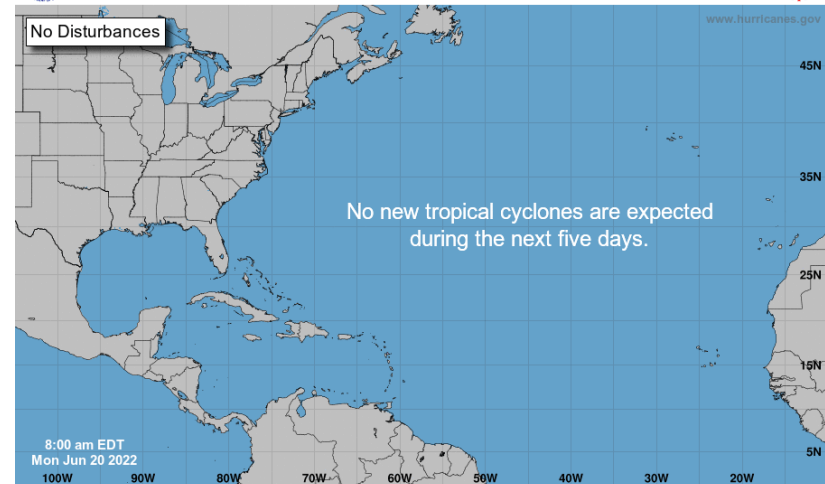 No Disturbances
www.hurricanes.gov
45N
35N
No new tropical cyclones are expected
during the next five days.
25N
15N
8:00 am EDT
Mon Jun 20 2022
5N
100W 90W 80W 70W 60W 50W 40W 30W 20W